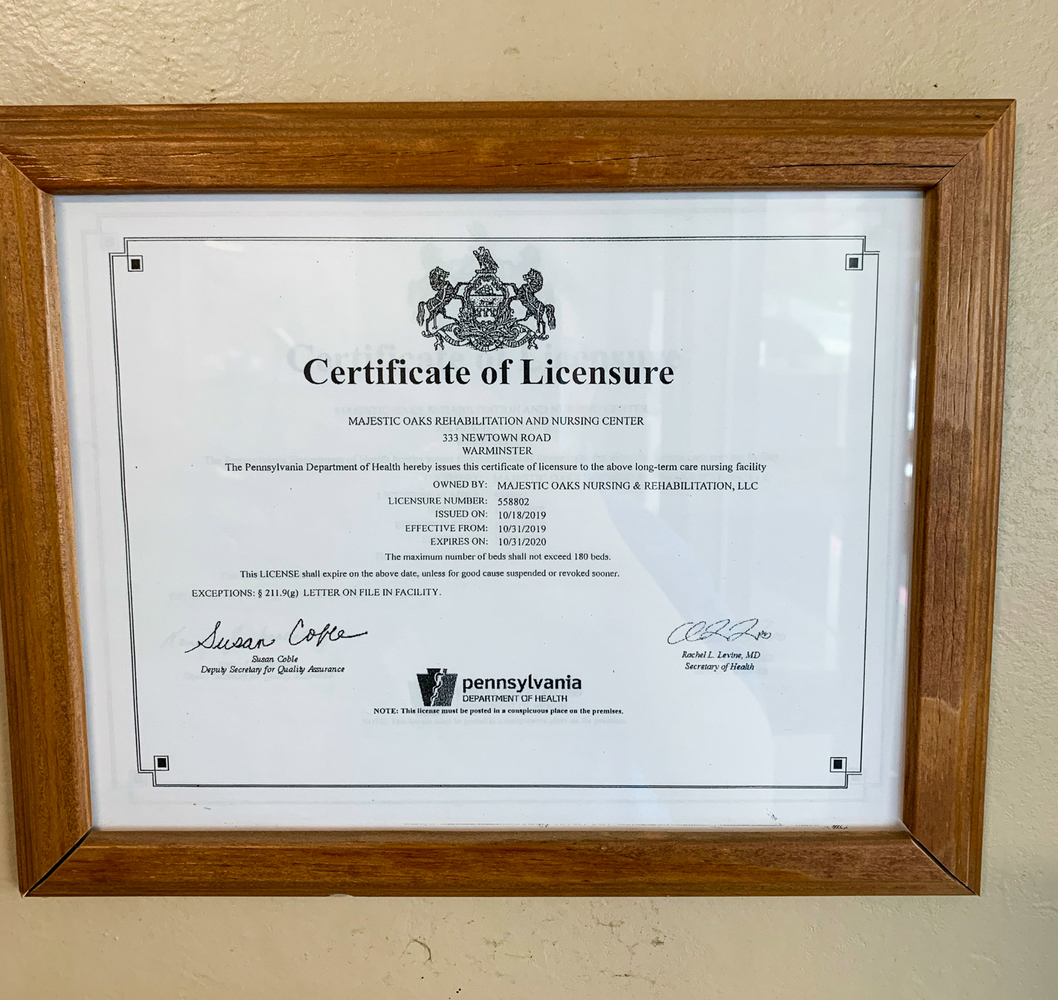 Certificate of Licensure
MAJESTIC OAKS REHABILITATION AND NURSING CENTER
333 NEWTOWN ROAD
WARMINSTER
The Pennsylvania Department of Health hereby issues this certificate of licensure to the above long-term care nursing facility
OWNED BY: MAJESTIC OAKS NURSING & REHABILITATION, LLC
LICENSURE NUMBER: 558802
ISSUED ON: 10/18/2019
EFFECTIVE FROM: 10/31/2019
EXPIRES ON: 10/31/2020
The maximum number of beds shall not exceed 180 beds.
This LICENSE shall expire on the above date, unless for good cause suspended or revoked sooner.
EXCEPTIONS: § 211.9(g) LETTER ON FILE IN FACILITY.
Susan Coble
Susan Coble
Deputy Secretary for Quality Assurance
Rachel L. Levine, MD
Secretary of Health
pennsylvania
DEPARTMENT OF HEALTH
NOTE: This license must be posted in a conspicuous place on the premises.